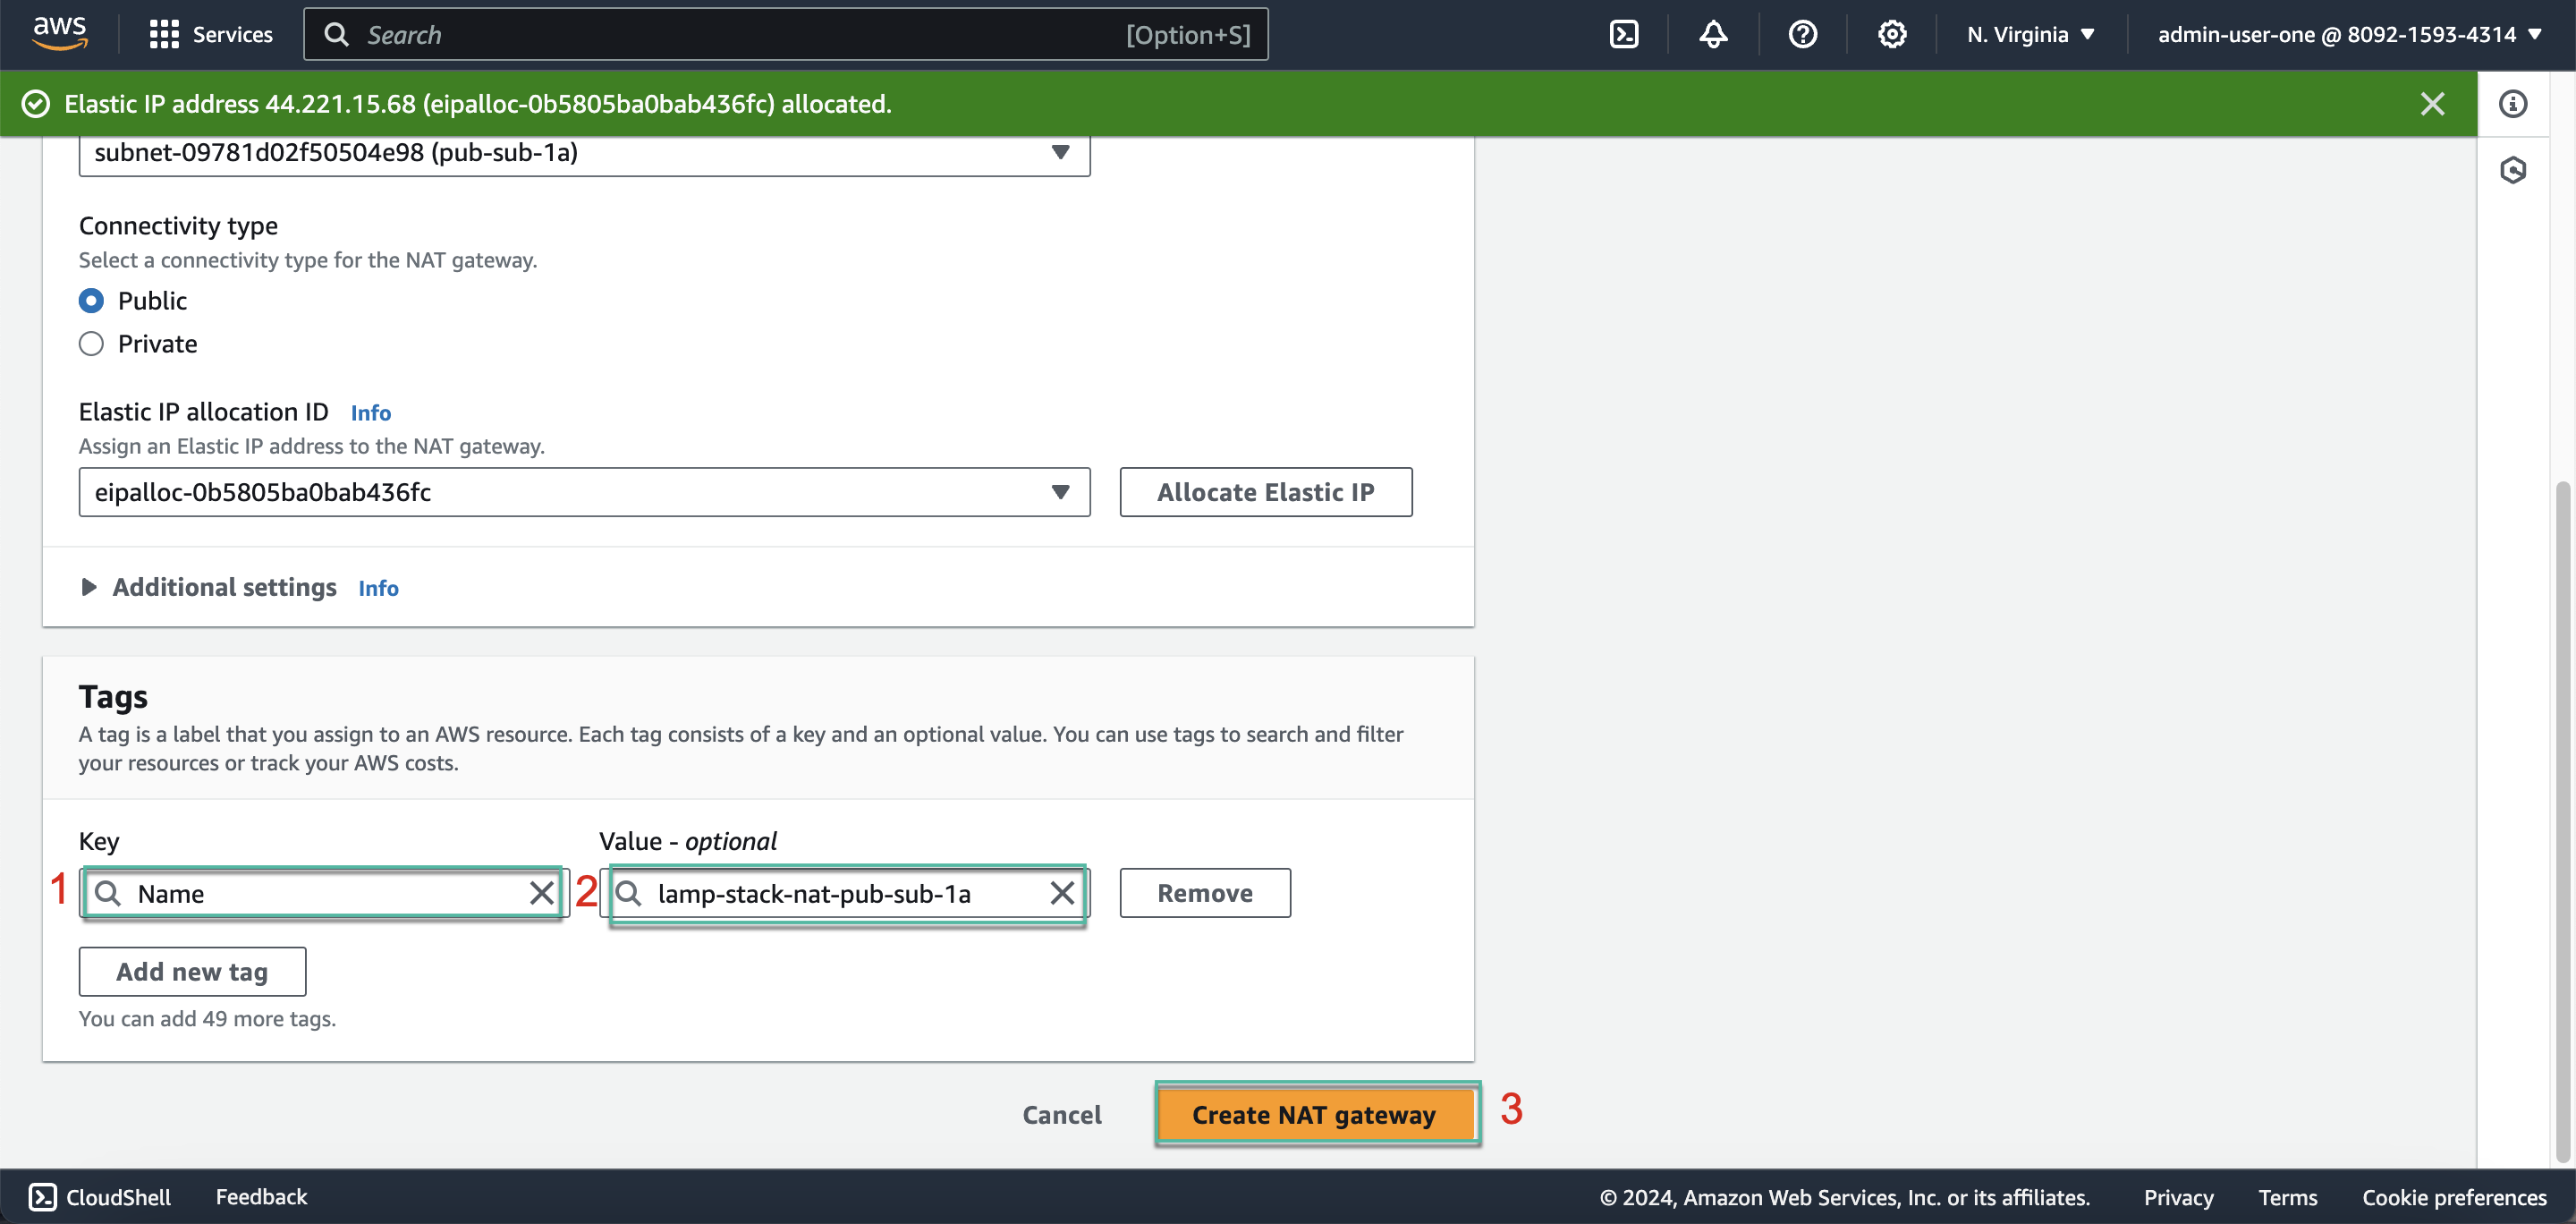 aws
Services
Search
[Option+S]
N. Virginia
admin-user-one @ 8092-1593-4314
Elastic IP address 44.221.15.68 (eipalloc-0b5805ba0bab436fc) allocated.
subnet-09781d02f50504e98 (pub-sub-1a)
Connectivity type
Select a connectivity type for the NAT gateway.
Public
Private
Elastic IP allocation ID Info
Assign an Elastic IP address to the NAT gateway.
eipalloc-0b5805ba0bab436fc
Allocate Elastic IP
Additional settings Info
Tags
A tag is a label that you assign to an AWS resource. Each tag consists of a key and an optional value. You can use tags to search and filter
your resources or track your AWS costs.
Key
Value - optional
1
Name
2
lamp-stack-nat-pub-sub-1a
Remove
Add new tag
You can add 49 more tags.
Cancel
Create NAT gateway
3
CloudShell
Feedback
© 2024, Amazon Web Services, Inc. or its affiliates.
Privacy
Terms
Cookie preferences